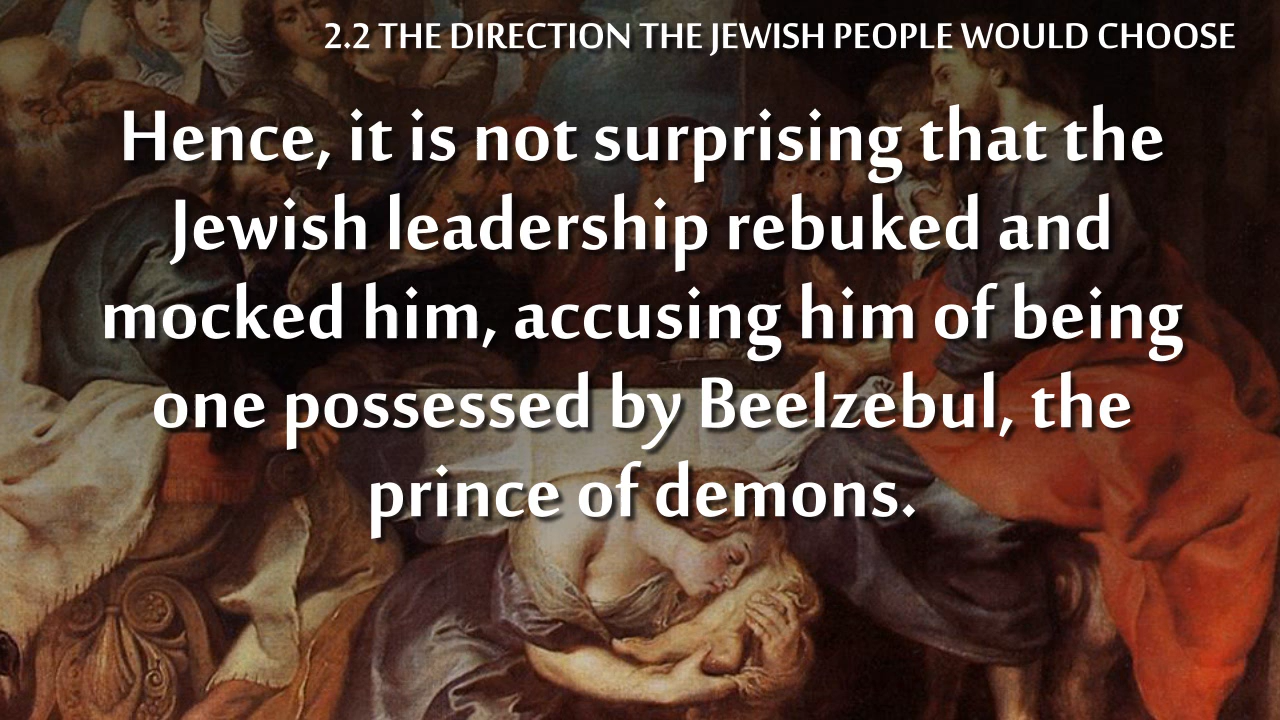 2.2 THE DIRECTION THE JEWISH PEOPLE WOULD CHOOSE
Hence, it is not surprising that the
Jewish leadership rebuked and
mocked him, accusing him of being
one possessed by Beelzebul, the
prince of demons.